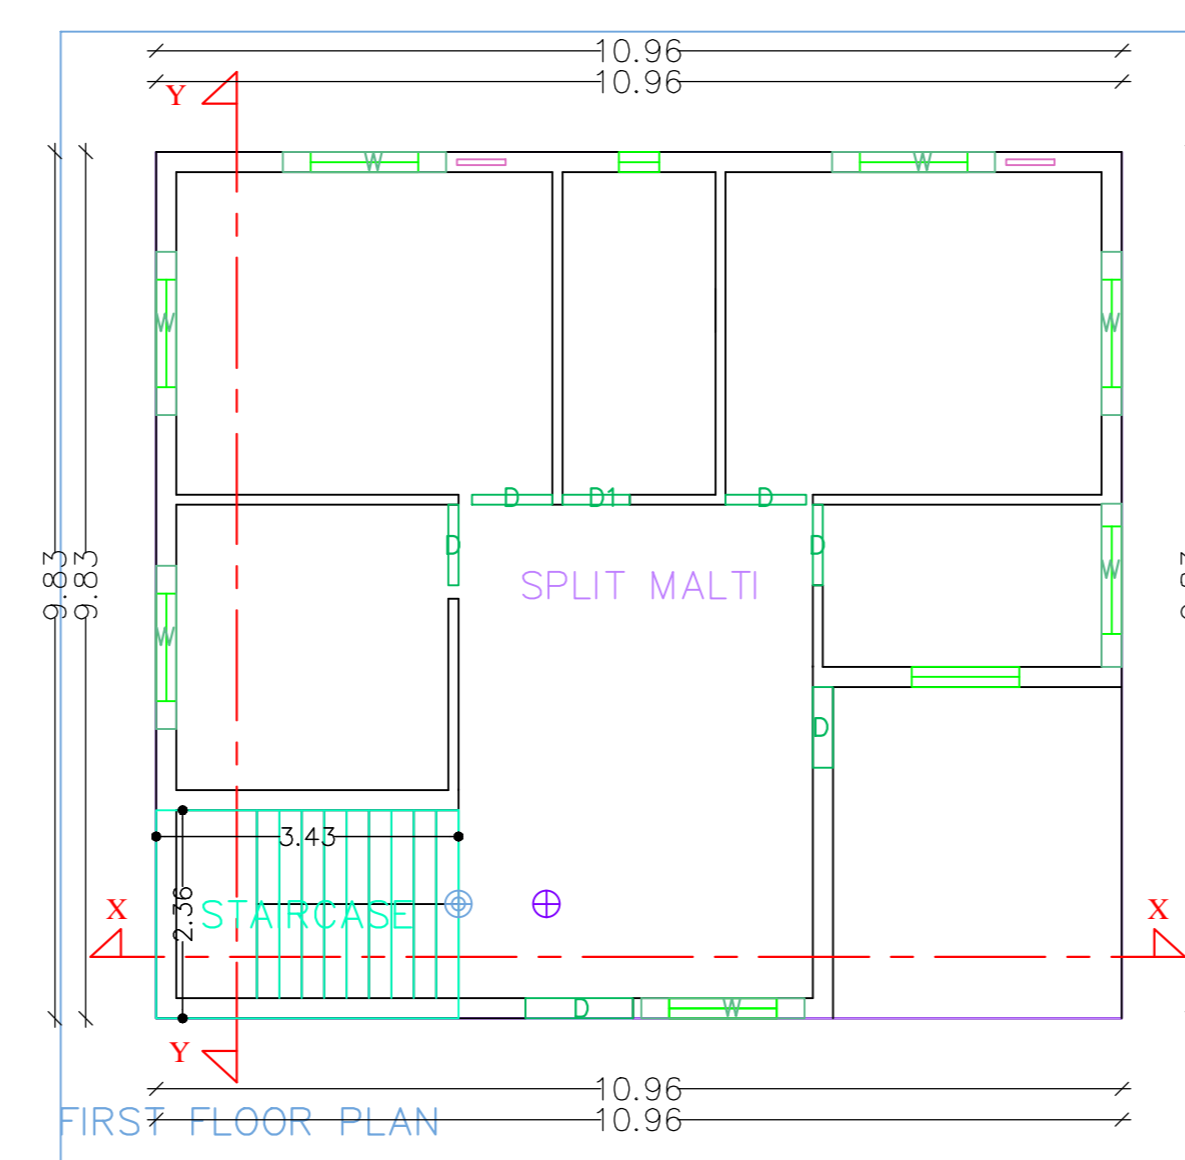 10.96
10.96
Y
W
W
W
W
D
D1
D
D
D
9.83
9.83
SPLIT MALTI
W
W
D
3.43
2.36
STAIRCASE
X
X
D
W
Y
10.96
FIRST FLOOR PLAN
10.96